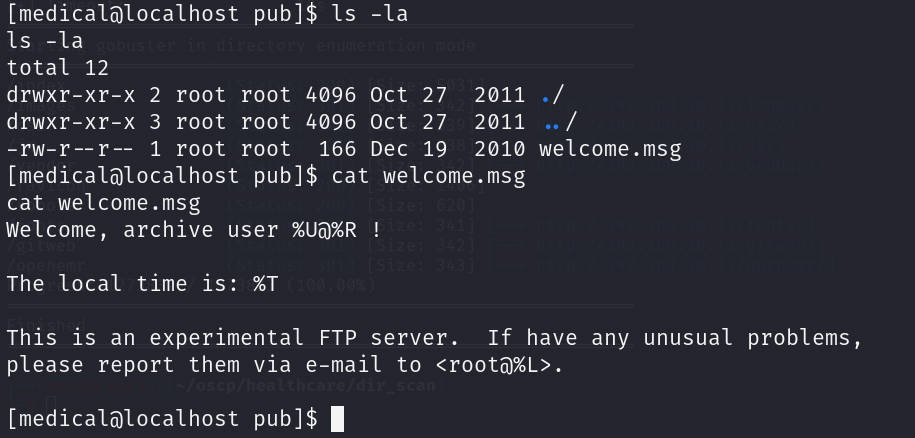 [medical@localhost pub]$ ls -la
ls -la
total 12
drwxr-xr-x 2 root root 4096 Oct 27  2011 ./
drwxr-xr-x 3 root root 4096 Oct 27  2011 ../
-rw-r--r-- 1 root root  166 Dec 19  2010 welcome.msg
[medical@localhost pub]$ cat welcome.msg
cat welcome.msg
Welcome, archive user %U@%R !
The local time is: %T
This is an experimental FTP server.  If have any unusual problems,
please report them via e-mail to <root@%L>.
~/oscp/healthcare/dir_scan
[medical@localhost pub]$